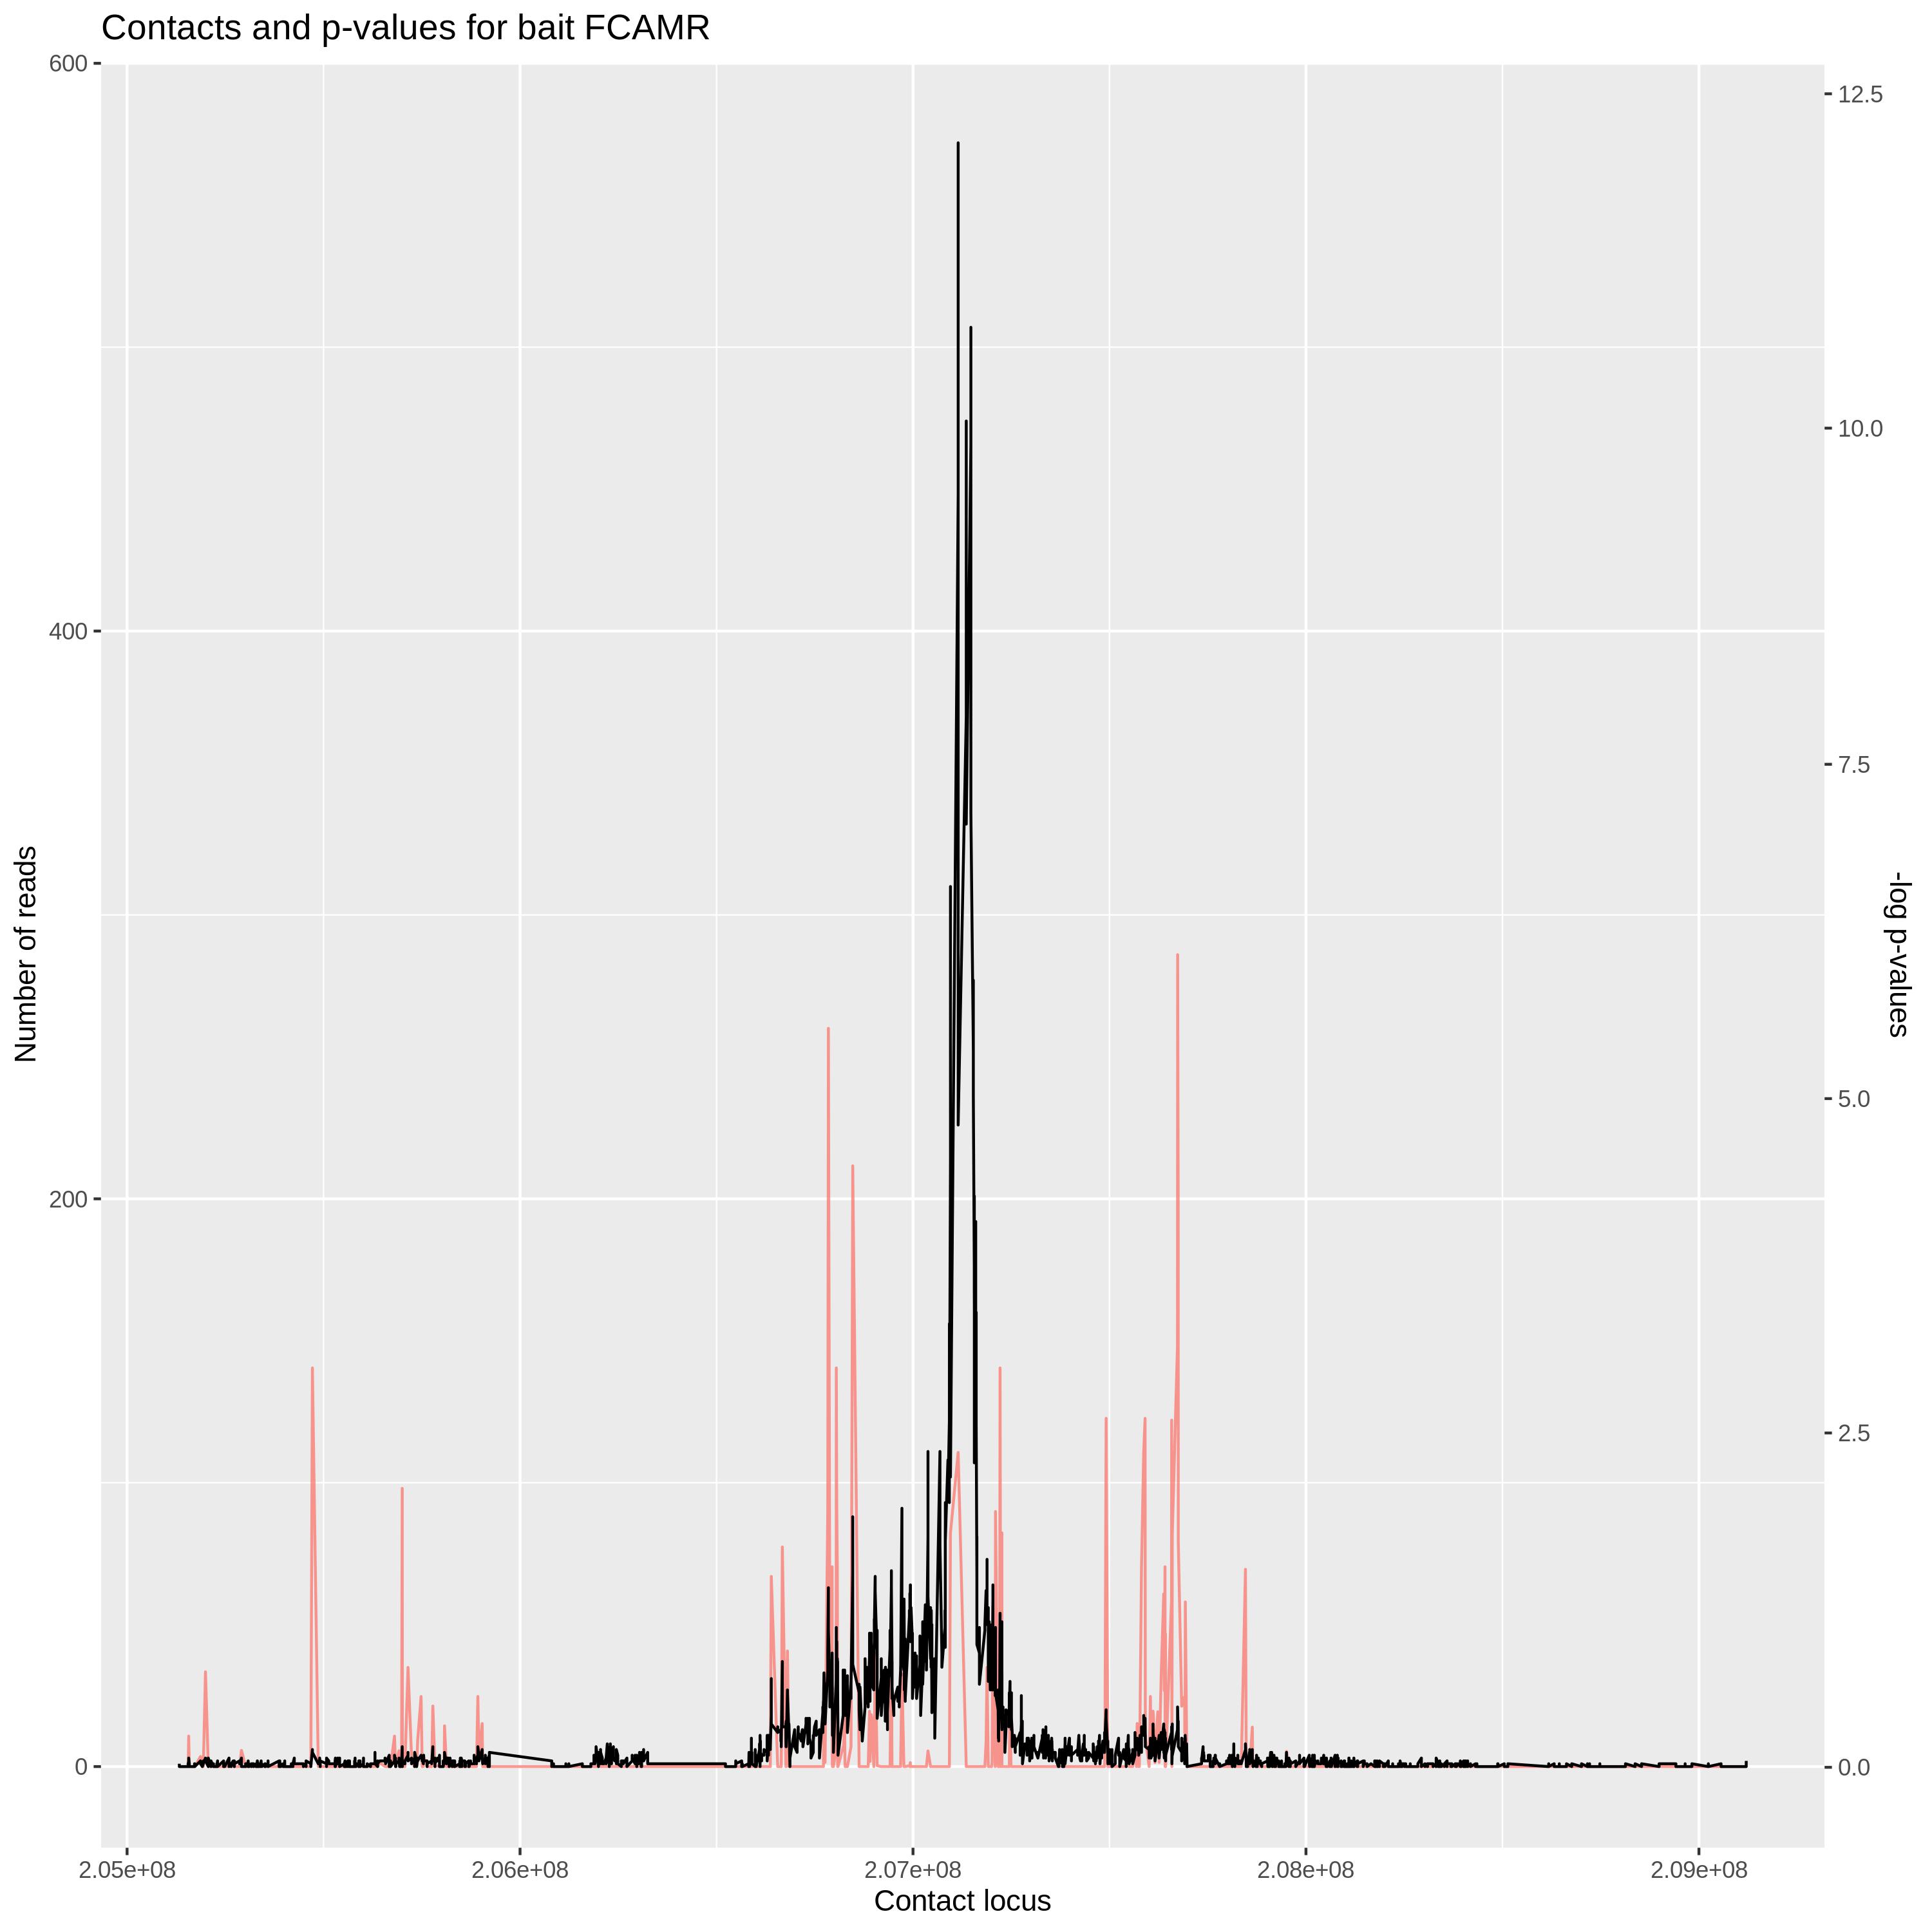 Contacts and p-values for bait FCAMR
600
400
200
0
Number of reads
12.5
10.0
7.5
5.0
2.5
0.0
-log p-values
2.05e+08
2.06e+08
2.07e+08
2.08e+08
2.09e+08
Contact locus